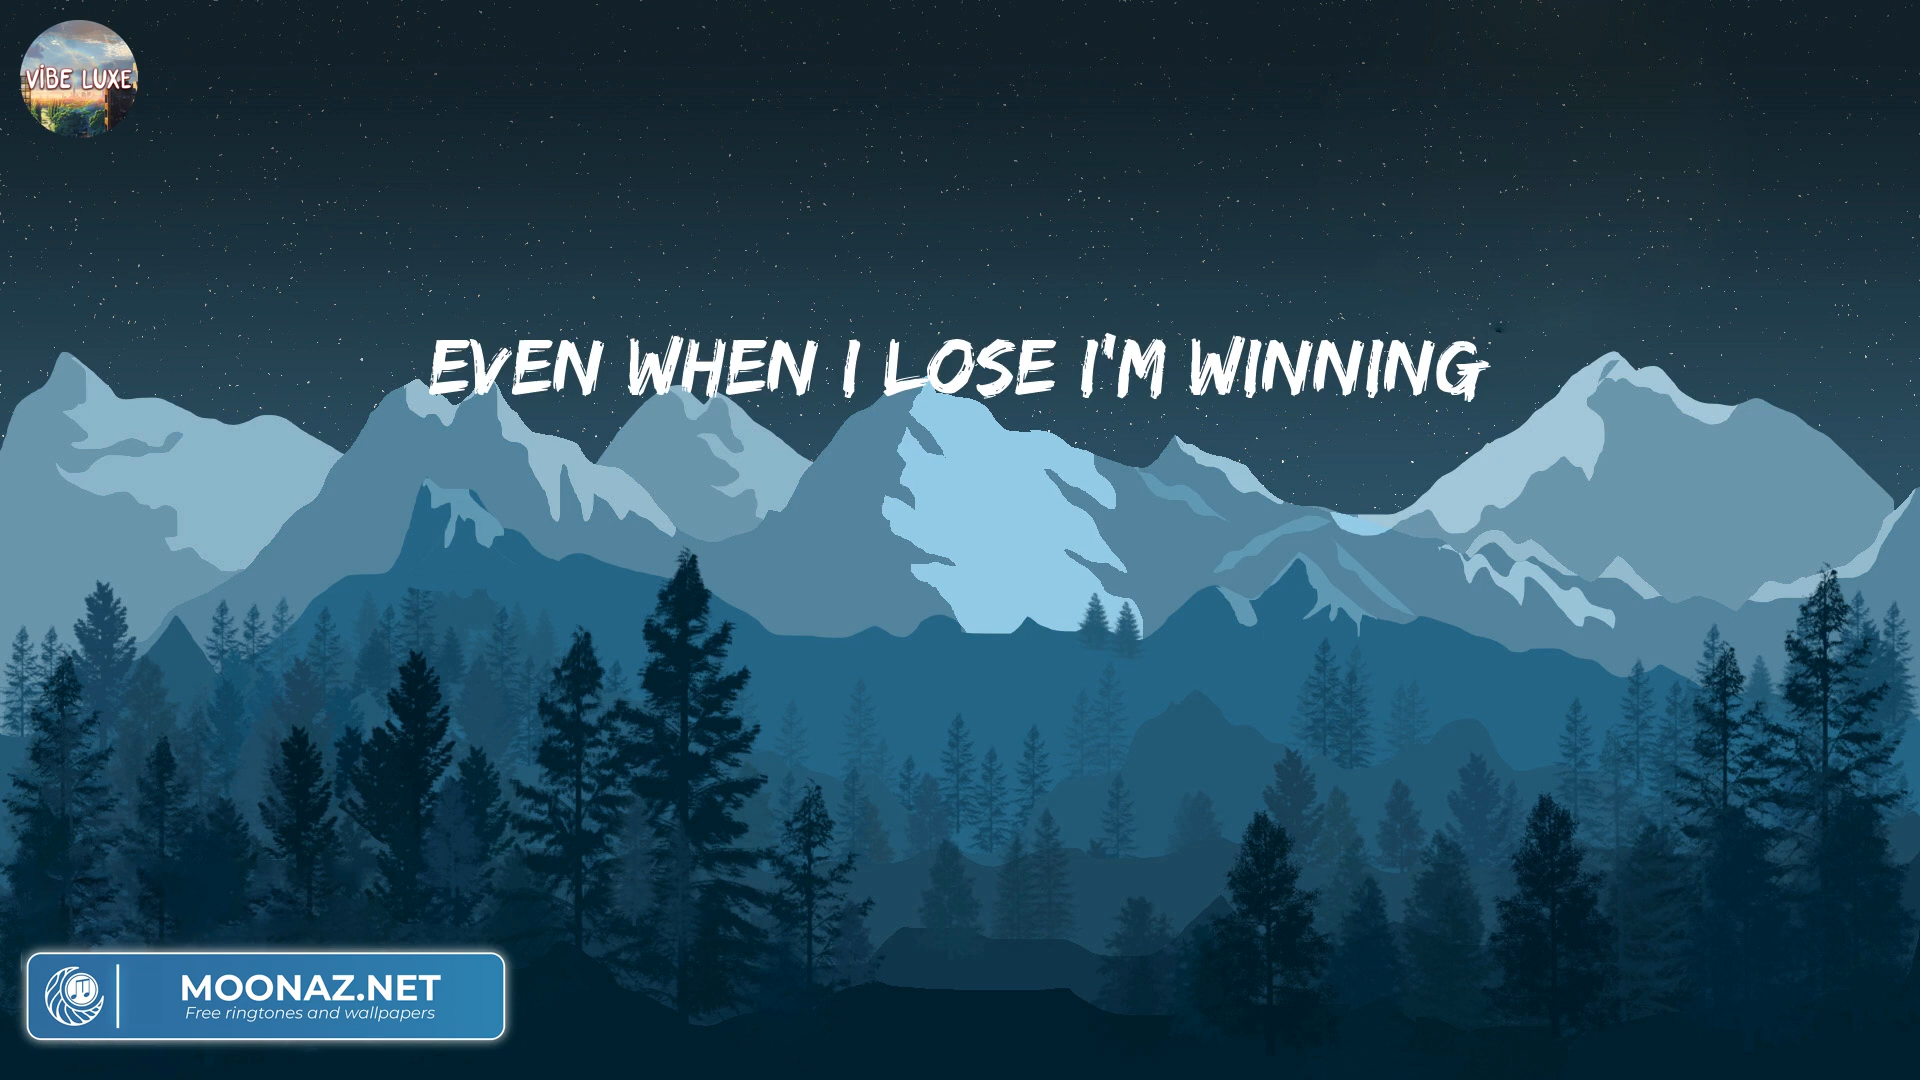 VIBE LUXE
EVEN WHEN I LOSE I'M WINNING
MOONAZ.NET
Free ringtones and wallpapers